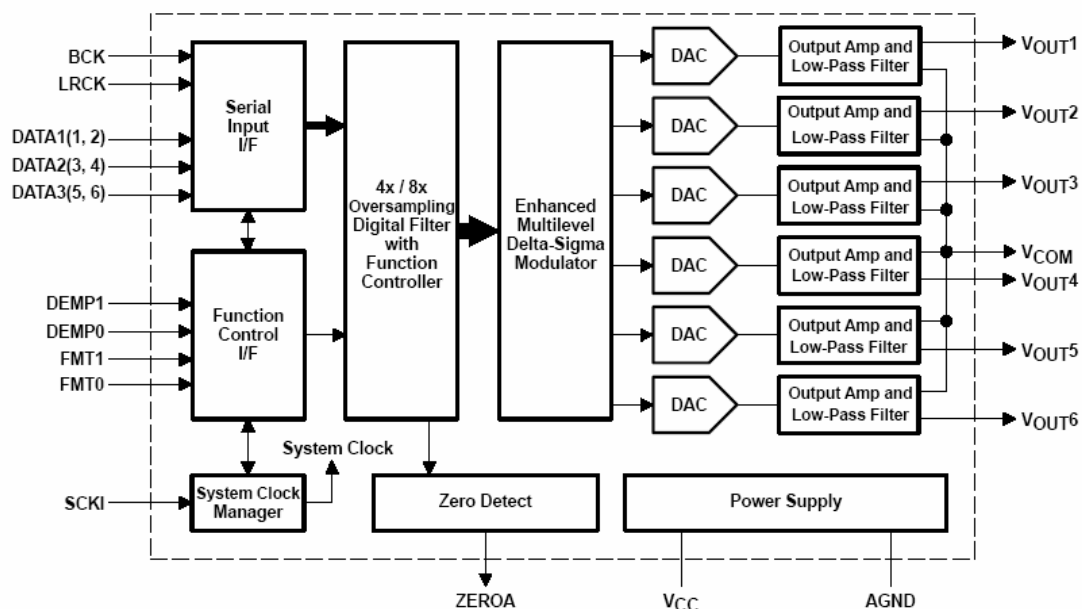 BCK
LRCK
DATA1(1, 2)
DATA2(3, 4)
DATA3(5, 6)
Serial
Input
I/F
DEMP1
DEMP0
FMT1
FMT0
Function
Control
I/F
SCKI
System Clock
Manager
System Clock
4x / 8x
Oversampling
Digital Filter
with
Function
Controller
Zero Detect
ZEROA
Enhanced
Multilevel
Delta-Sigma
Modulator
DAC
Output Amp and
Low-Pass Filter
VOUT1
DAC
Output Amp and
Low-Pass Filter
VOUT2
DAC
Output Amp and
Low-Pass Filter
VOUT3
DAC
Output Amp and
Low-Pass Filter
VCOM
VOUT4
DAC
Output Amp and
Low-Pass Filter
VOUT5
DAC
Output Amp and
Low-Pass Filter
VOUT6
Power Supply
VCC
AGND